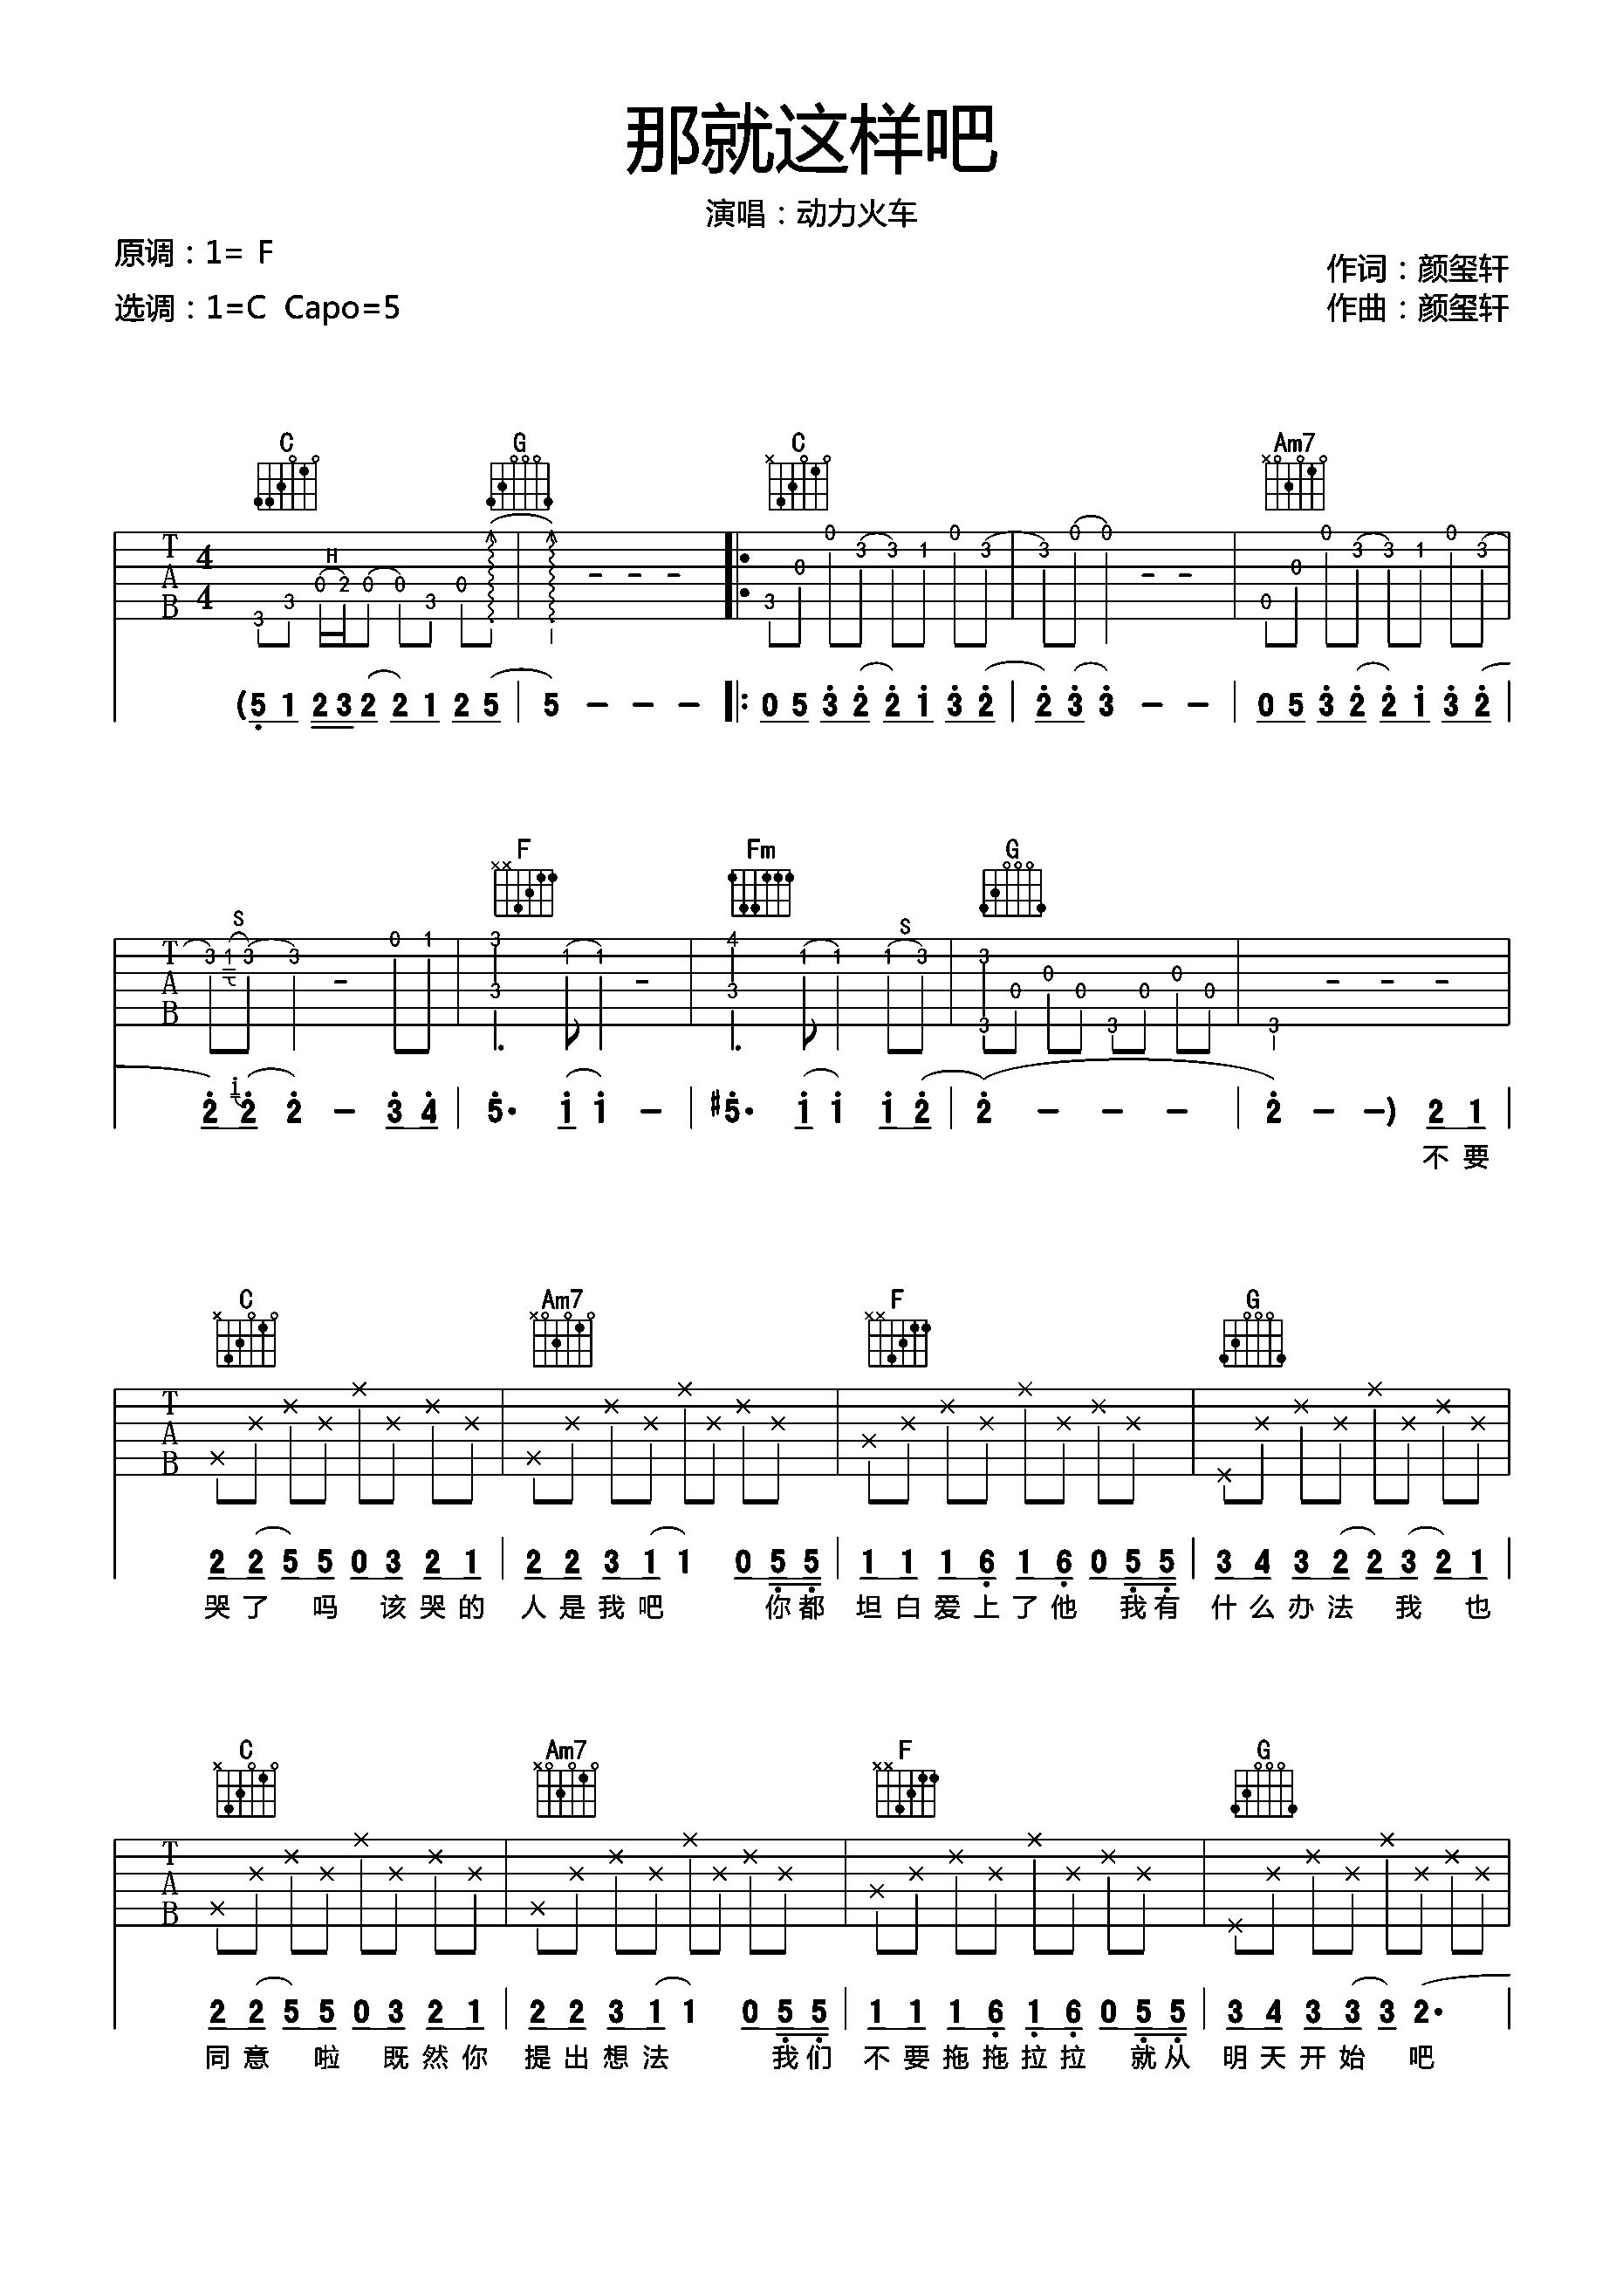 那就这样吧
演唱：动力火车
原调：1= F
作词：颜玺轩
选调：1=C Capo=5
作曲：颜玺轩
C G C Am7
H
T A B 4 4 3 3 0 2 0 0 3 0 3 0 0 3 3 1 0 3 3 0 0 0 0 0 3 3 1 0 3
(5 1 2 3 2 2 1 2 5 | 5 - - - |: 0 5 3 2 2 1 3 2 | 2 3 3 - - | 0 5 3 2 2 1 3 2 |
F Fm G
S S
T A B 3 1 3 3 - 0 1 3 3 1 1 - 4 3 1 1 1 3 3 3 0 0 0 3 0 0 0 3 - - -
2 1 2 2 - 3 4 | 5. 1 1 - | #5. 1 1 1 2 | 2 - - - | 2 - -) 2 1 |
不要
C Am7 F G
T A B
2 2 5 5 0 3 2 1 | 2 2 3 1 1 0 5 5 | 1 1 1 6 1 6 0 5 5 | 3 4 3 2 2 3 2 1 |
哭了 吗 该哭的 人是我吧 你都 坦白爱上了他 我有 什么办法 我 也
C Am7 F G
T A B
2 2 5 5 0 3 2 1 | 2 2 3 1 1 0 5 5 | 1 1 1 6 1 6 0 5 5 | 3 4 3 3 3 2. |
同意 啦 既然你 提出想法 我们 不要拖拖拉拉 就从 明天开始 吧